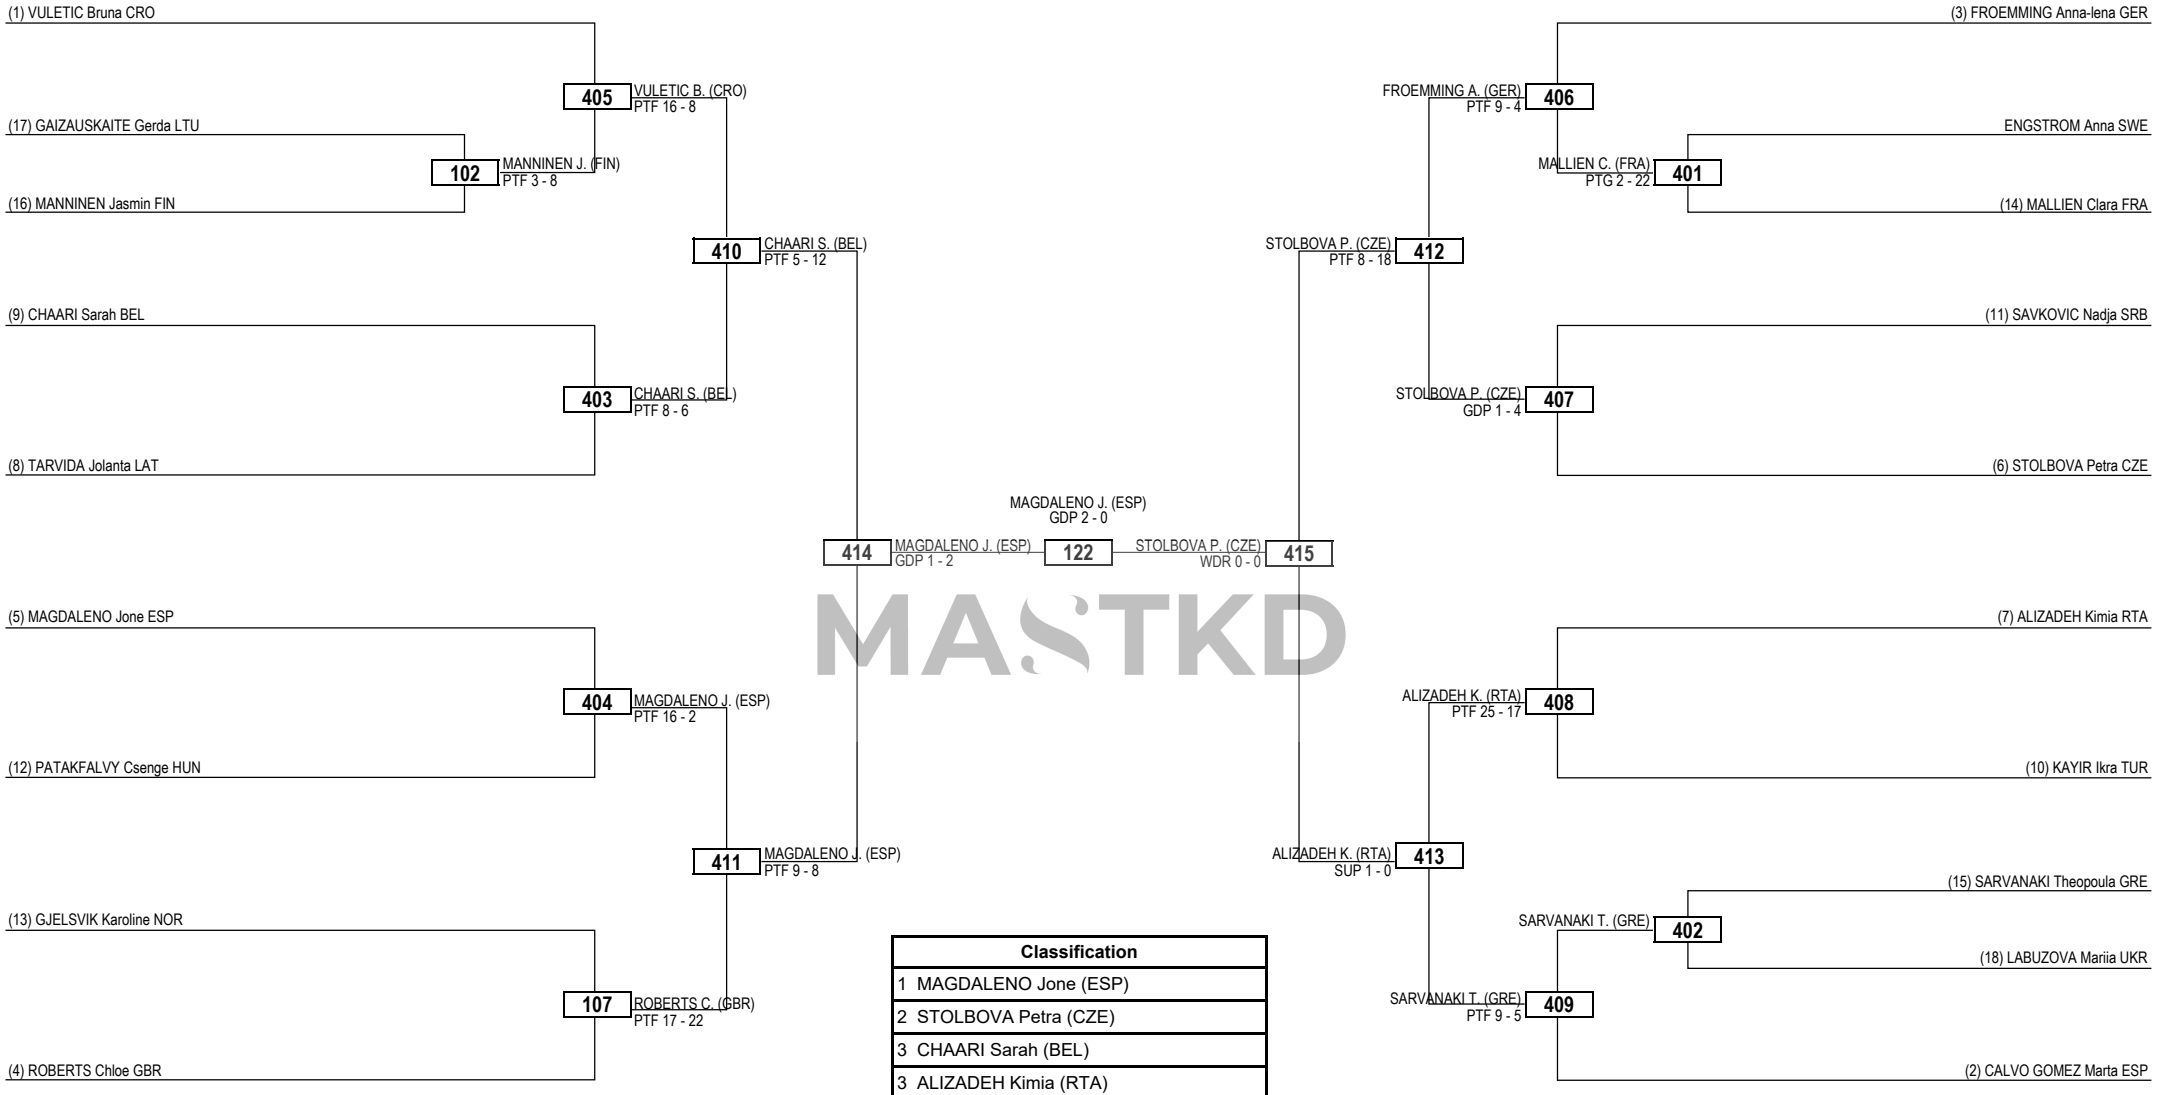 (1) VULETIC Bruna CRO
405
VULETIC B. (CRO)
PTF 16 - 8
(17) GAIZAUSKAITE Gerda LTU
102
MANNINEN J. (FIN)
PTF 3 - 8
(16) MANNINEN Jasmin FIN
410
CHAARI S. (BEL)
PTF 5 - 12
(9) CHAARI Sarah BEL
403
CHAARI S. (BEL)
PTF 8 - 6
(8) TARVIDA Jolanta LAT
414
MAGDALENO J. (ESP)
GDP 1 - 2
(5) MAGDALENO Jone ESP
404
MAGDALENO J. (ESP)
PTF 16 - 2
(12) PATAKFALVY Csenge HUN
411
MAGDALENO J. (ESP)
PTF 9 - 8
(13) GJELSVIK Karoline NOR
107
ROBERTS C. (GBR)
PTF 17 - 22
(4) ROBERTS Chloe GBR
MAGDALENO J. (ESP)
GDP 2 - 0
122
MASTKD
(3) FROEMMING Anna-lena GER
FROEMMING A. (GER)
PTF 9 - 4
406
ENGSTROM Anna SWE
MALLIEN C. (FRA)
PTG 2 - 22
401
(14) MALLIEN Clara FRA
STOLBOVA P. (CZE)
PTF 8 - 18
412
(11) SAVKOVIC Nadja SRB
STOLBOVA P. (CZE)
GDP 1 - 4
407
(6) STOLBOVA Petra CZE
STOLBOVA P. (CZE)
WDR 0 - 0
415
(7) ALIZADEH Kimia RTA
ALIZADEH K. (RTA)
PTF 25 - 17
408
(10) KAYIR Ikra TUR
ALIZADEH K. (RTA)
SUP 1 - 0
413
(15) SARVANAKI Theopoula GRE
SARVANAKI T. (GRE)
402
(18) LABUZOVA Mariia UKR
SARVANAKI T. (GRE)
PTF 9 - 5
409
(2) CALVO GOMEZ Marta ESP
Classification
1 MAGDALENO Jone (ESP)
2 STOLBOVA Petra (CZE)
3 CHAARI Sarah (BEL)
3 ALIZADEH Kimia (RTA)